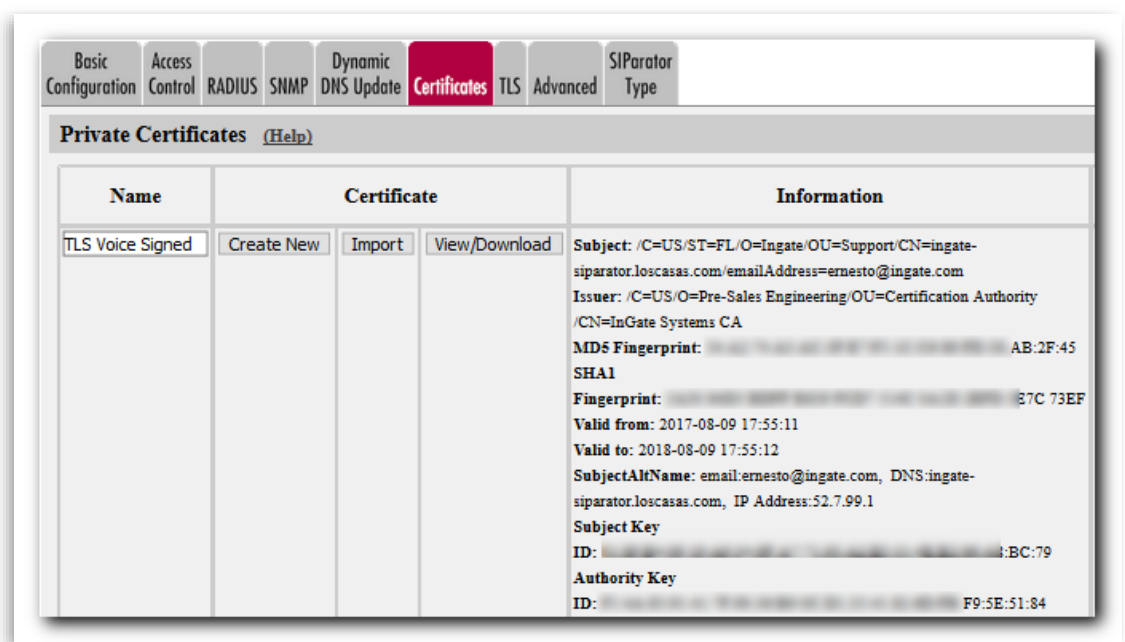 Basic Configuration Access Control RADIUS SNMP Dynamic DNS Update Certificates TLS Advanced SIParator Type
Private Certificates (Help)
Name Certificate Information
TLS Voice Signed Create New Import View/Download
Subject: /C=US/ST=FL/O=Ingate/OU=Support/CN=ingate-
siparator.loscasas.com/emailAddress=ernesto@ingate.com
Issuer: /C=US/O=Pre-Sales Engineering/OU=Certification Authority
/CN=InGate Systems CA
MD5 Fingerprint: AB:2F:45
SHA1
Fingerprint: E7C 73EF
Valid from: 2017-08-09 17:55:11
Valid to: 2018-08-09 17:55:12
SubjectAltName: email:ernesto@ingate.com, DNS:ingate-
siparator.loscasas.com, IP Address:52.7.99.1
Subject Key
ID: :BC:79
Authority Key
ID: F9:5E:51:84